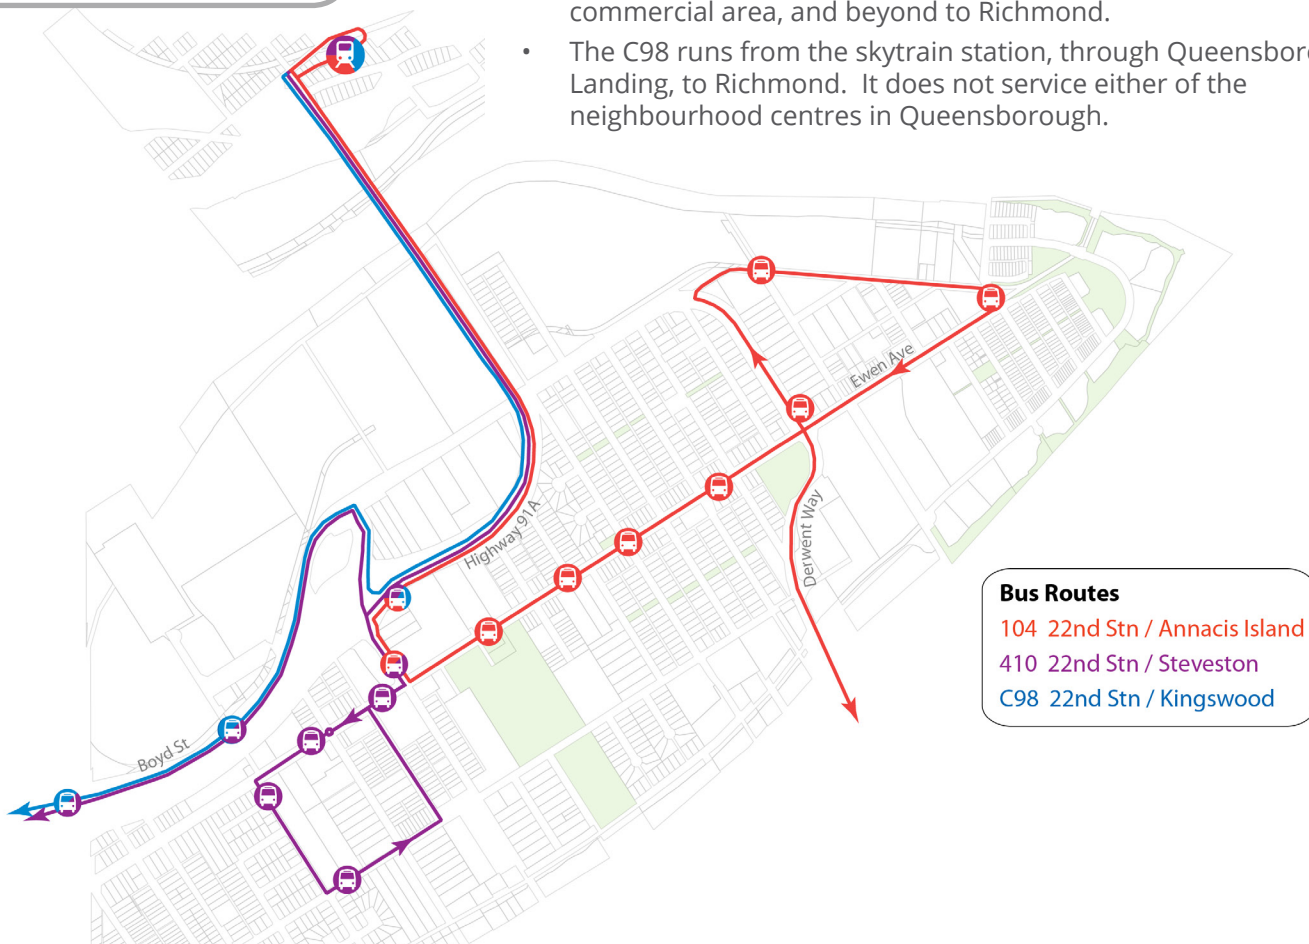 commercial area, and beyond to Richmond.
• The C98 runs from the skytrain station, through Queensboro
Landing, to Richmond. It does not service either of the
neighbourhood centres in Queensborough.
Ewen Ave
Highway 91A
Derwent Way
Boyd St
Bus Routes
104 22nd Stn / Annacis Island
410 22nd Stn / Steveston
C98 22nd Stn / Kingswood